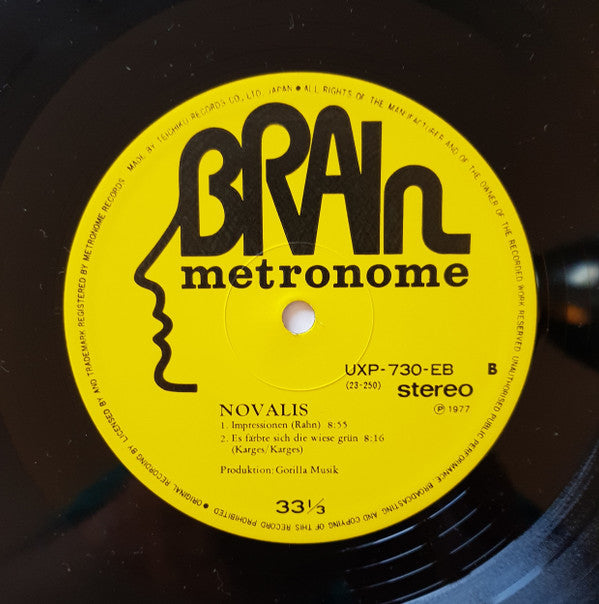 ● ORIGINAL RECORDING BY LICENSED BY AND TRADEMARK REGISTERED BY METRONOME RECORDS · MADE BY TEICHIKU RECORDS CO., LTD. JAPAN ● ALL RIGHTS OF THE MANUFACTURER AND OF THE OWNER OF THE RECORDED WORK RESERVED UNAUTHORISED PUBLIC PERFORMANCE BROADCASTING AND COPYING OF THIS RECORD PROHIBITED
BRAIn
metronome
UXP-730-EB B
(23-250) stereo
Ⓟ 1977
NOVALIS
1. Impressionen (Rahn) 8:55
2. Es färbte sich die wiese grün 8:16
(Karges/Karges)
Produktion: Gorilla Musik
33 1/3